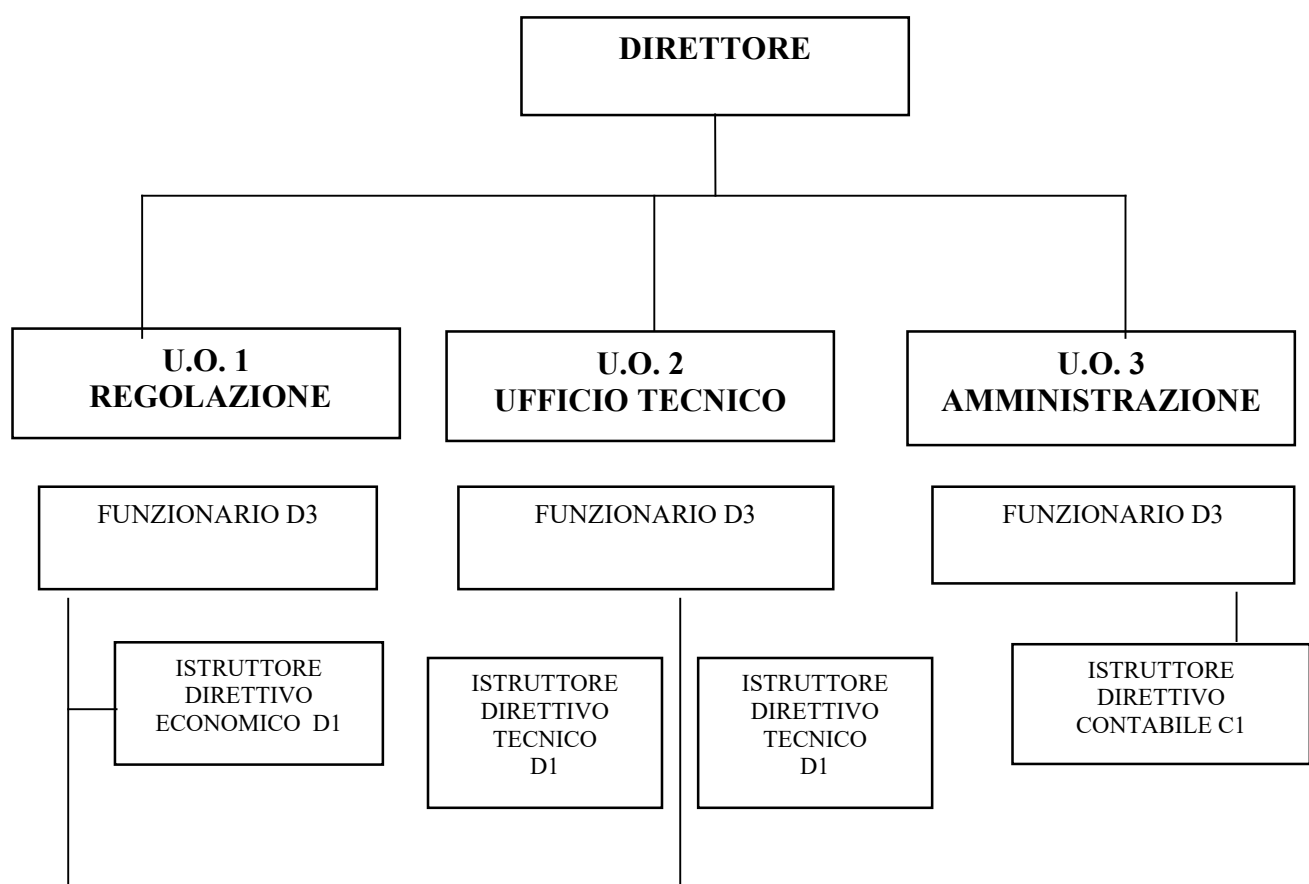 DIRETTORE
U.O. 1
REGOLAZIONE
U.O. 2
UFFICIO TECNICO
U.O. 3
AMMINISTRAZIONE
FUNZIONARIO D3
FUNZIONARIO D3
FUNZIONARIO D3
ISTRUTTORE
DIRETTIVO
ECONOMICO D1
ISTRUTTORE
DIRETTIVO
TECNICO
D1
ISTRUTTORE
DIRETTIVO
TECNICO
D1
ISTRUTTORE
DIRETTIVO
CONTABILE C1